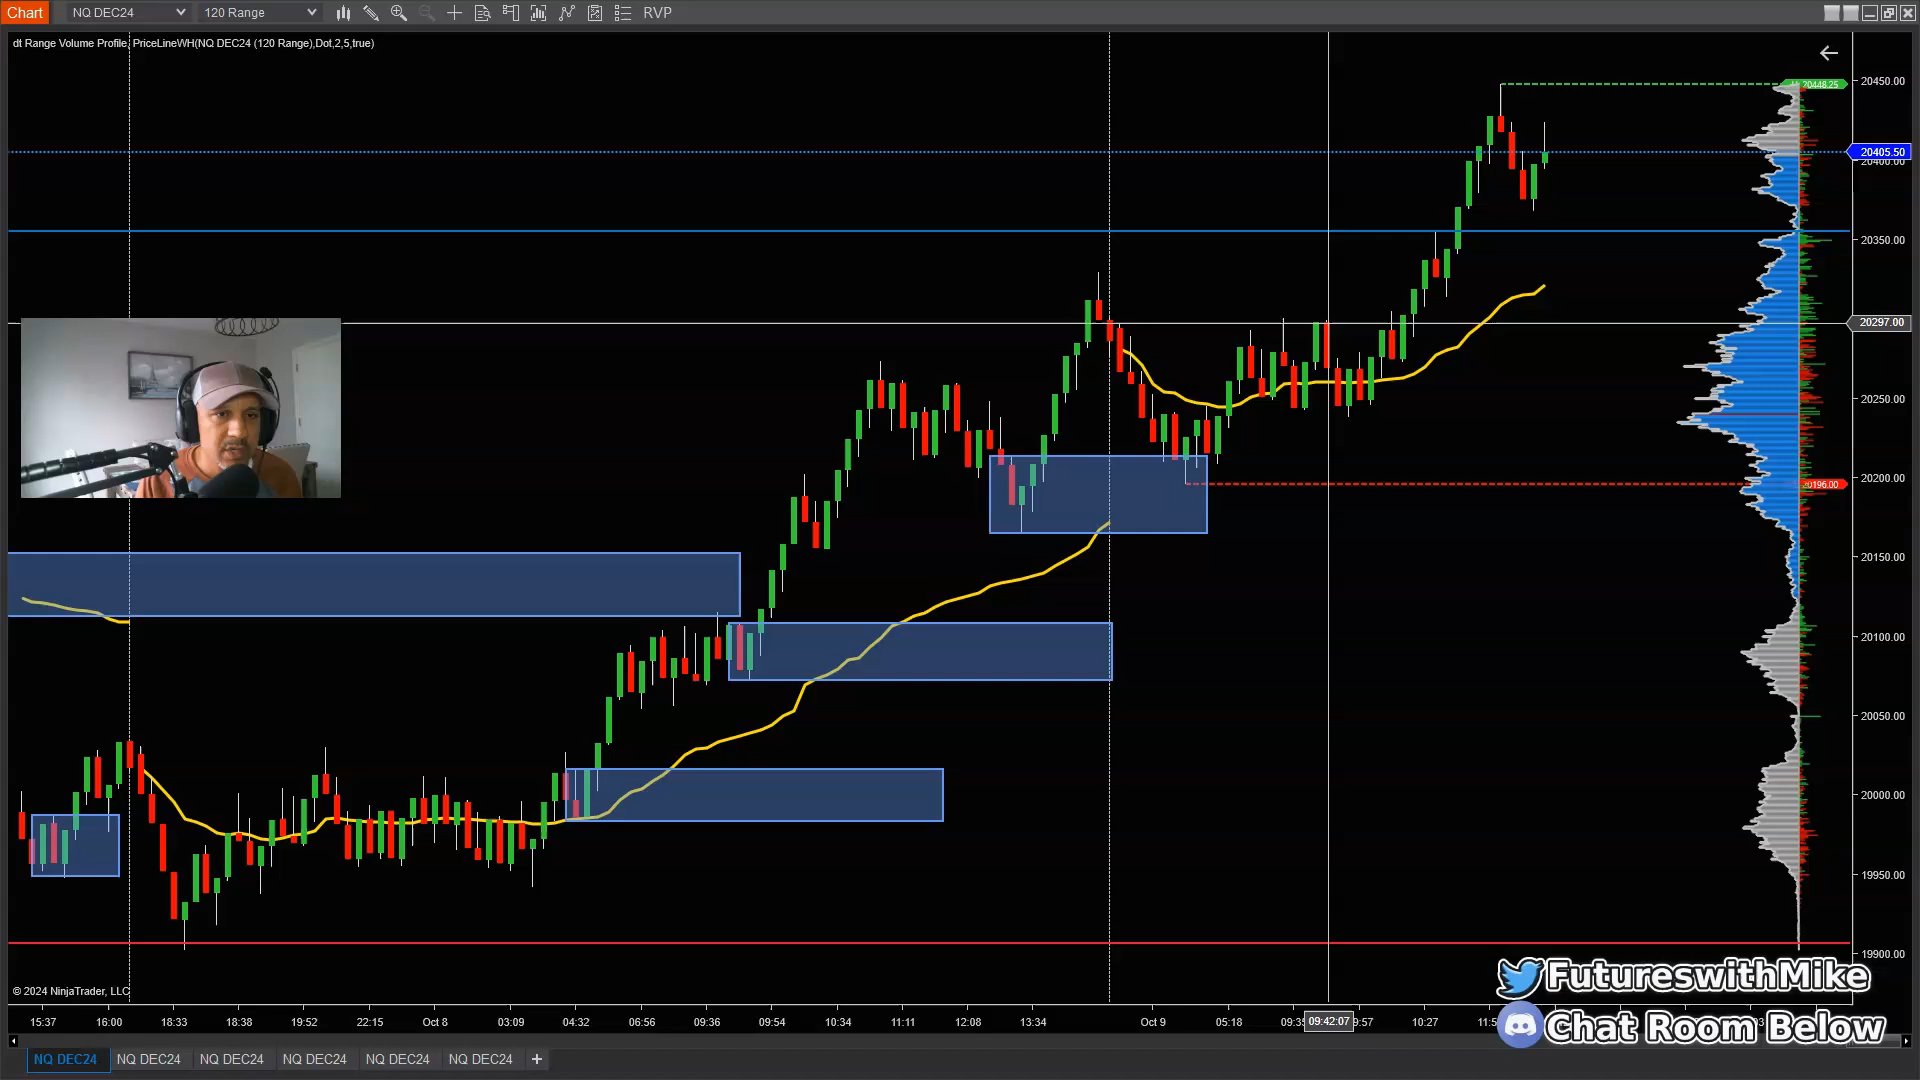 Chart NQ DEC24 120 Range RVP
dt Range Volume Profile, PriceLineWH(NQ DEC24 (120 Range),Dot,2,5,true)
20450.00
20448.25
20405.50
20400.00
20350.00
20297.00
20250.00
20200.00
20196.00
20150.00
20100.00
20050.00
20000.00
19950.00
19900.00
FutureswithMike
© 2024 NinjaTrader, LLC
15:37 16:00 18:33 18:38 19:52 22:15 Oct 8 03:09 04:32 06:56 09:36 09:54 10:34 11:11 12:08 13:34 Oct 9 05:18 09:42:07 10:27
Chat Room Below
NQ DEC24 NQ DEC24 NQ DEC24 NQ DEC24 NQ DEC24 NQ DEC24 +